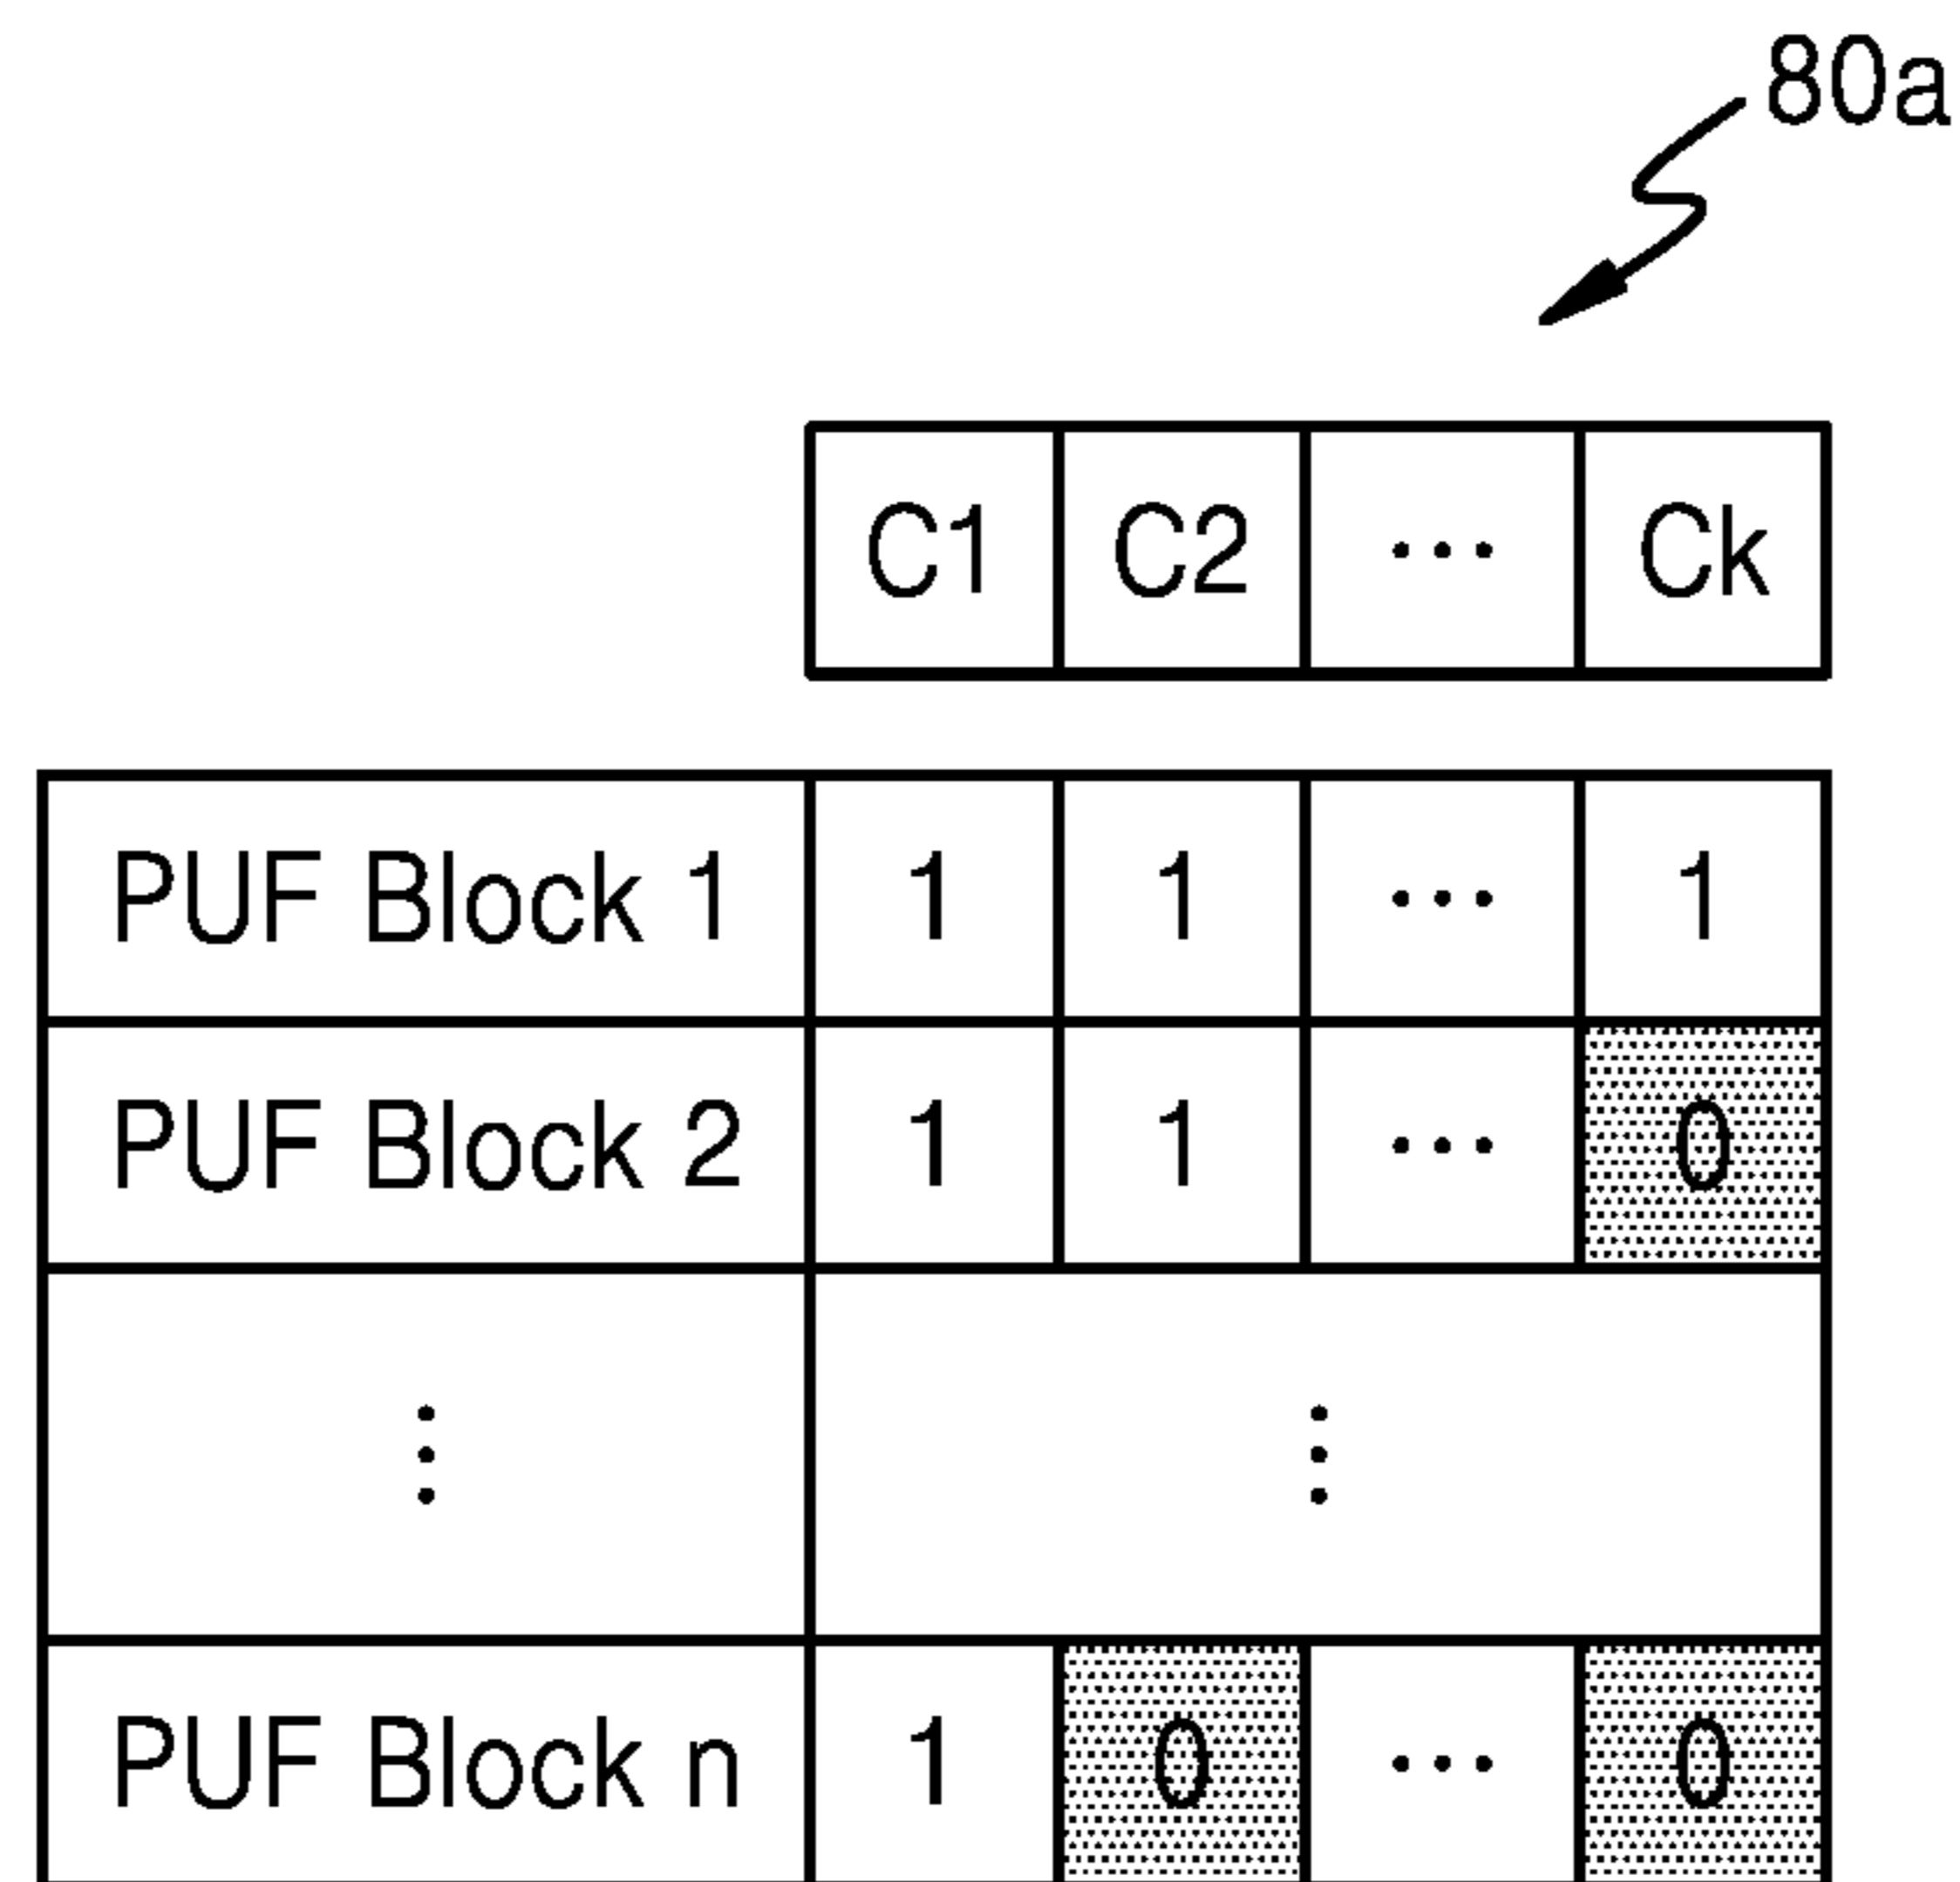 80a
C1 C2 ... Ck
PUF Block 1 1 1 ... 1
PUF Block 2 1 1 ... 0
⋮ ⋮
PUF Block n 1 0 ... 0